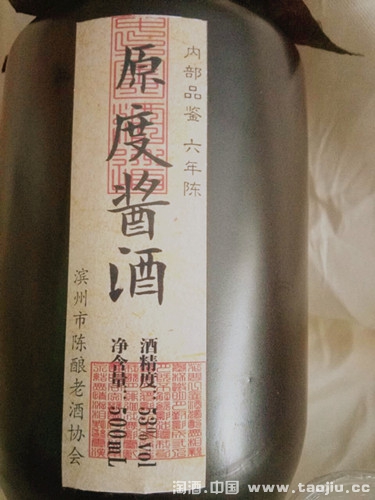 内部品鉴 六年陈
原度酱酒
酒精度：53%vol
净含量：500mL
滨州市陈酿老酒协会
淘酒.中国 www.taojiu.cc